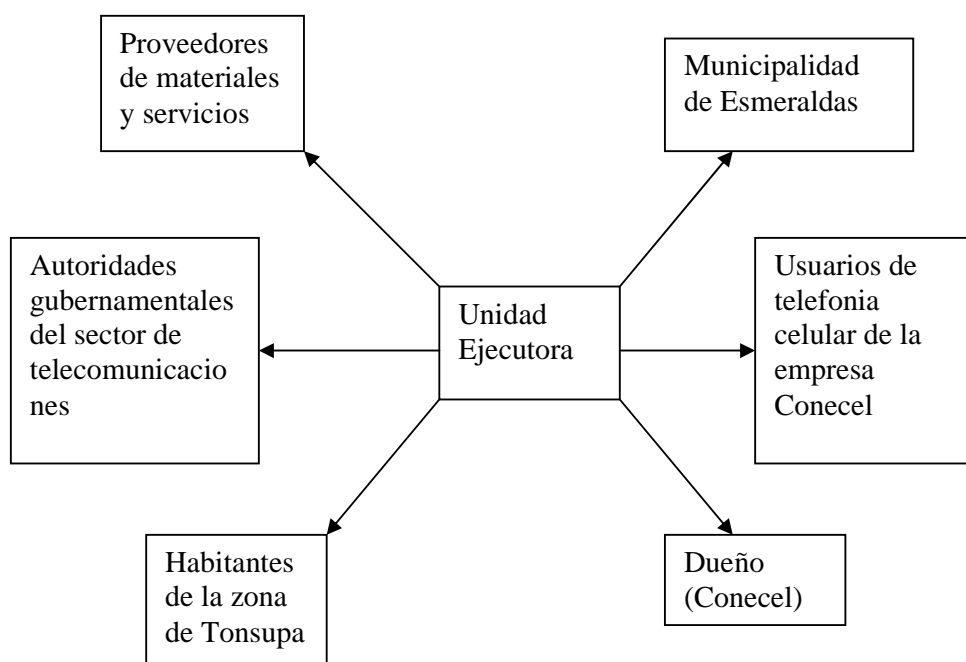 Proveedores
de materiales
y servicios
Municipalidad
de Esmeraldas
Autoridades
gubernamentales
del sector de
telecomunicacio
nes
Unidad
Ejecutora
Usuarios de
telefonia
celular de la
empresa
Conecel
Habitantes
de la zona
de Tonsupa
Dueño
(Conecel)